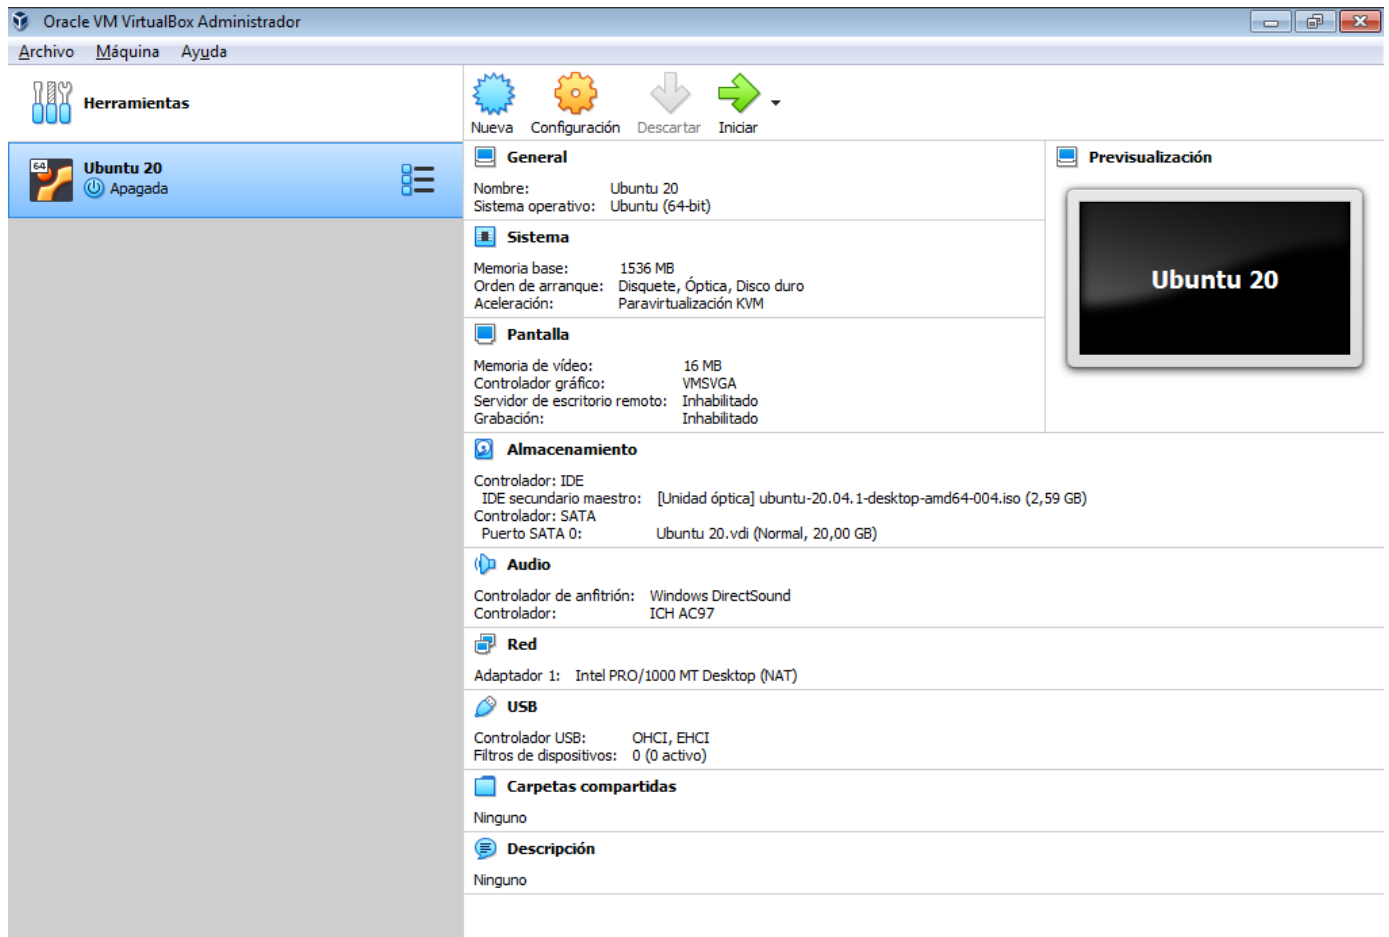 Oracle VM VirtualBox Administrador
Archivo Máquina Ayuda
Herramientas
64
Ubuntu 20
Apagada
Nueva Configuración Descartar Iniciar
General
Nombre: Ubuntu 20
Sistema operativo: Ubuntu (64-bit)
Sistema
Memoria base: 1536 MB
Orden de arranque: Disquete, Óptica, Disco duro
Aceleración: Paravirtualización KVM
Pantalla
Memoria de vídeo: 16 MB
Controlador gráfico: VMSVGA
Servidor de escritorio remoto: Inhabilitado
Grabación: Inhabilitado
Previsualización
Ubuntu 20
Almacenamiento
Controlador: IDE
IDE secundario maestro: [Unidad óptica] ubuntu-20.04.1-desktop-amd64-004.iso (2,59 GB)
Controlador: SATA
Puerto SATA 0: Ubuntu 20.vdi (Normal, 20,00 GB)
Audio
Controlador de anfitrión: Windows DirectSound
Controlador: ICH AC97
Red
Adaptador 1: Intel PRO/1000 MT Desktop (NAT)
USB
Controlador USB: OHCI, EHCI
Filtros de dispositivos: 0 (0 activo)
Carpetas compartidas
Ninguno
Descripción
Ninguno